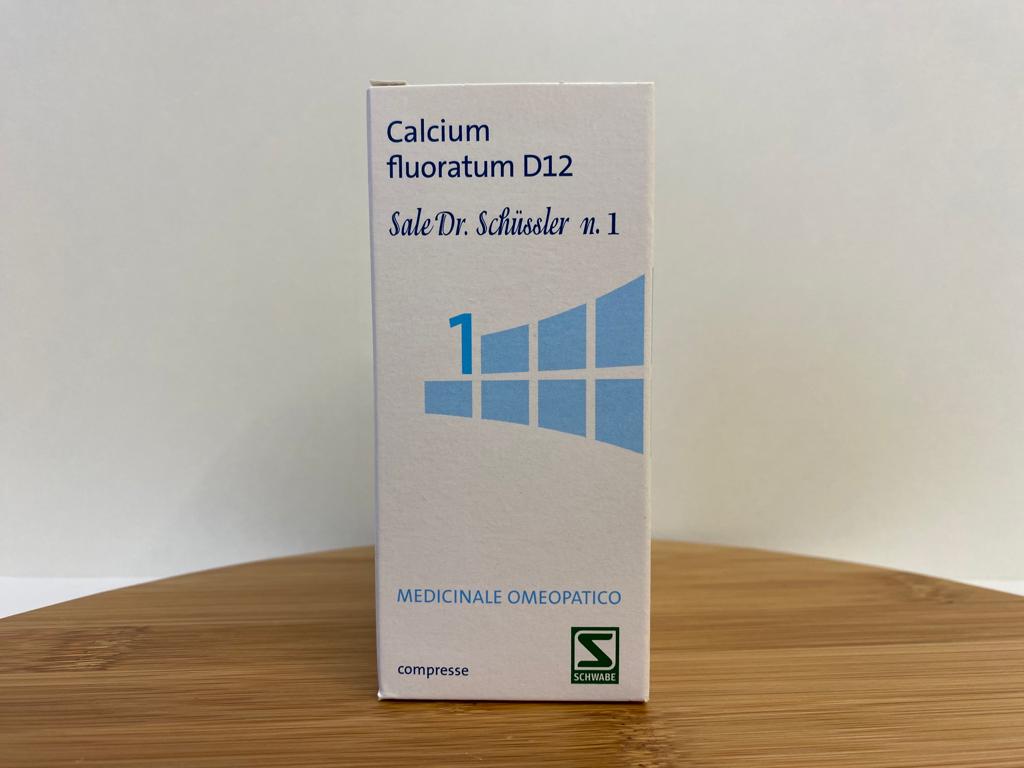 Calcium
fluoratum D12
Sale Dr. Schüssler n. 1
1
MEDICINALE OMEOPATICO
compresse
SCHWABE